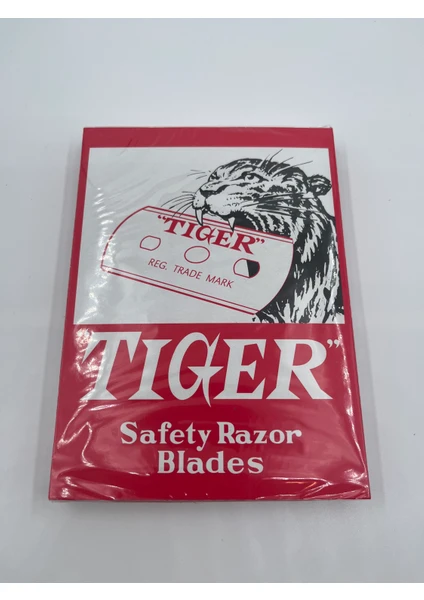 "TIGER"
REG. TRADE MARK
TIGER"
Safety Razor
Blades